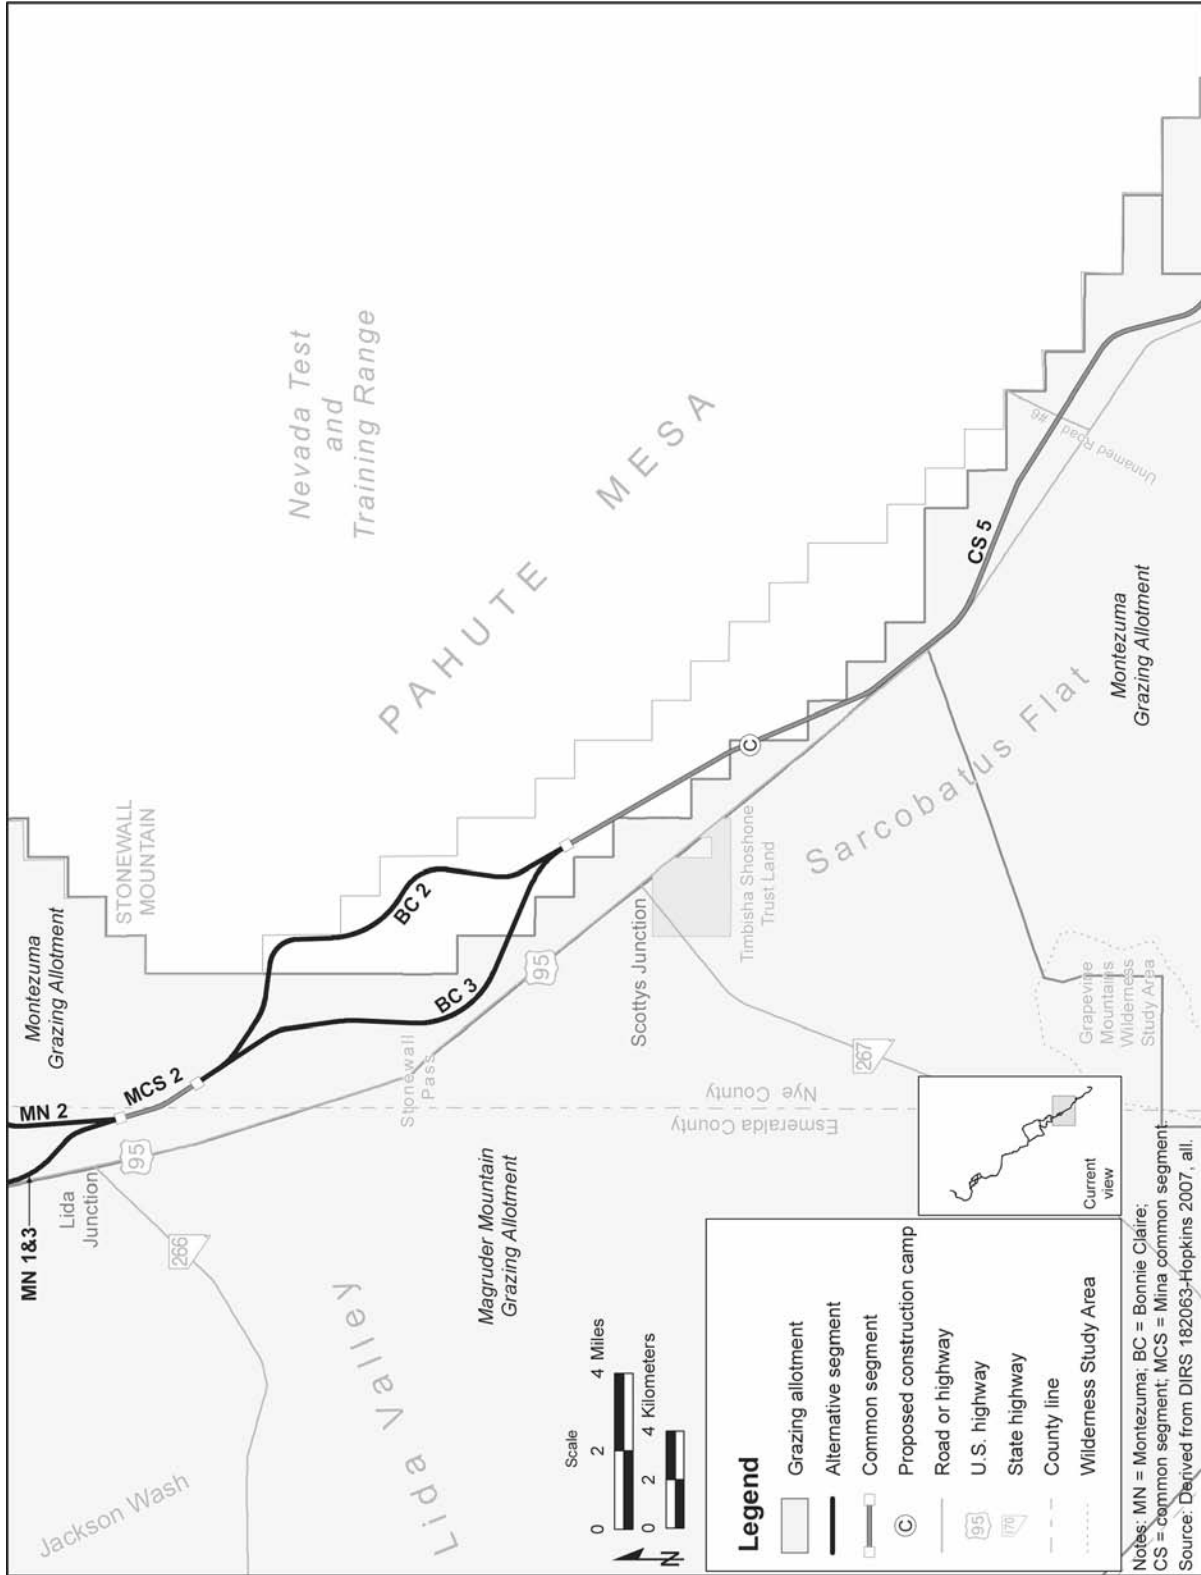 Nevada Test
and
Training Range
PAHUTE MESA
STONEWALL
MOUNTAIN
Montezuma
Grazing Allotment
MN 2
MN 1&3
MCS 2
BC 2
BC 3
Lida
Junction
95
266
Stonewall
Pass
95
Jackson Wash
Lida Valley
Magruder Mountain
Grazing Allotment
Esmeralda County
Nye County
Scottys Junction
267
Timbisha Shoshone
Trust Land
C
Sarcobatus Flat
CS 5
Unnamed Road #6
Montezuma
Grazing Allotment
Grapevine
Mountains
Wilderness
Study Area
Scale
0 2 4 Miles
0 2 4 Kilometers
N
Legend
Grazing allotment
Alternative segment
Common segment
C Proposed construction camp
Road or highway
95 U.S. highway
State highway
County line
Wilderness Study Area
Current
view
Notes: MN = Montezuma; BC = Bonnie Claire;
CS = common segment; MCS = Mina common segment.
Source: Derived from DIRS 182063-Hopkins 2007, all.